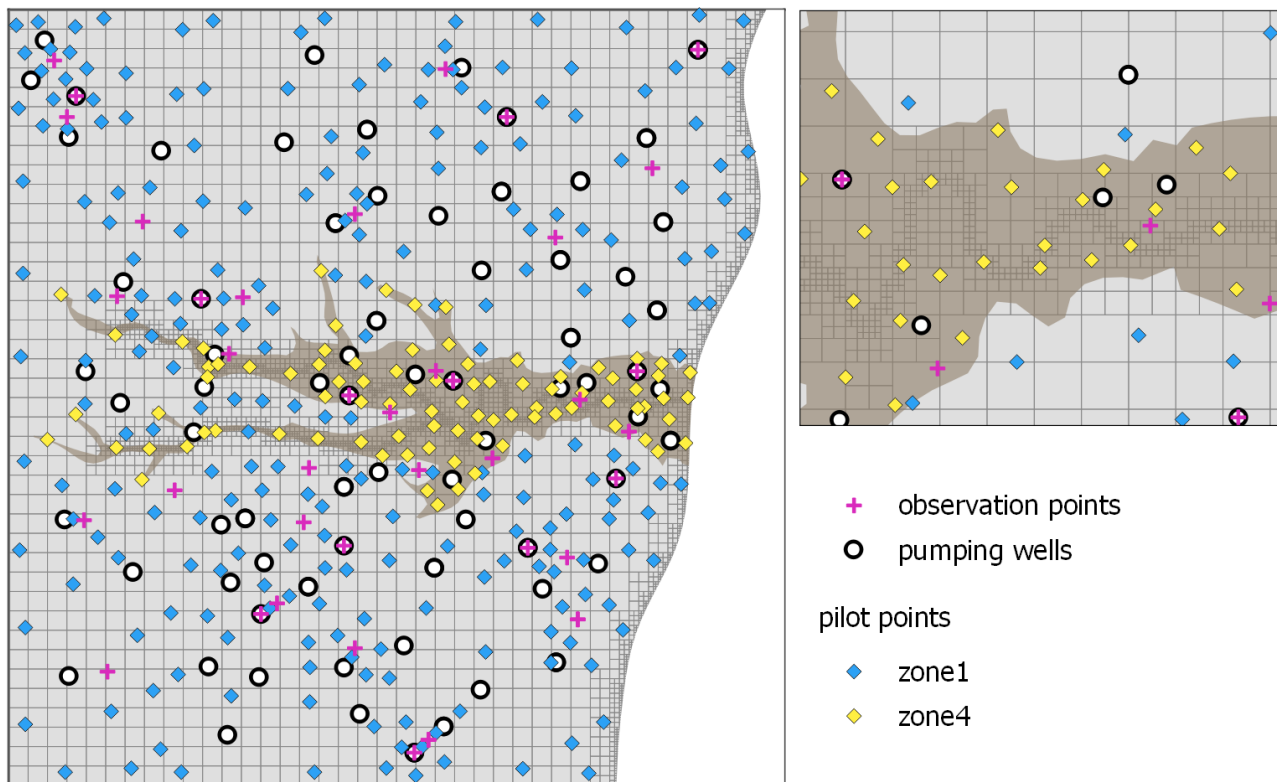 observation points
pumping wells
pilot points
zone1
zone4